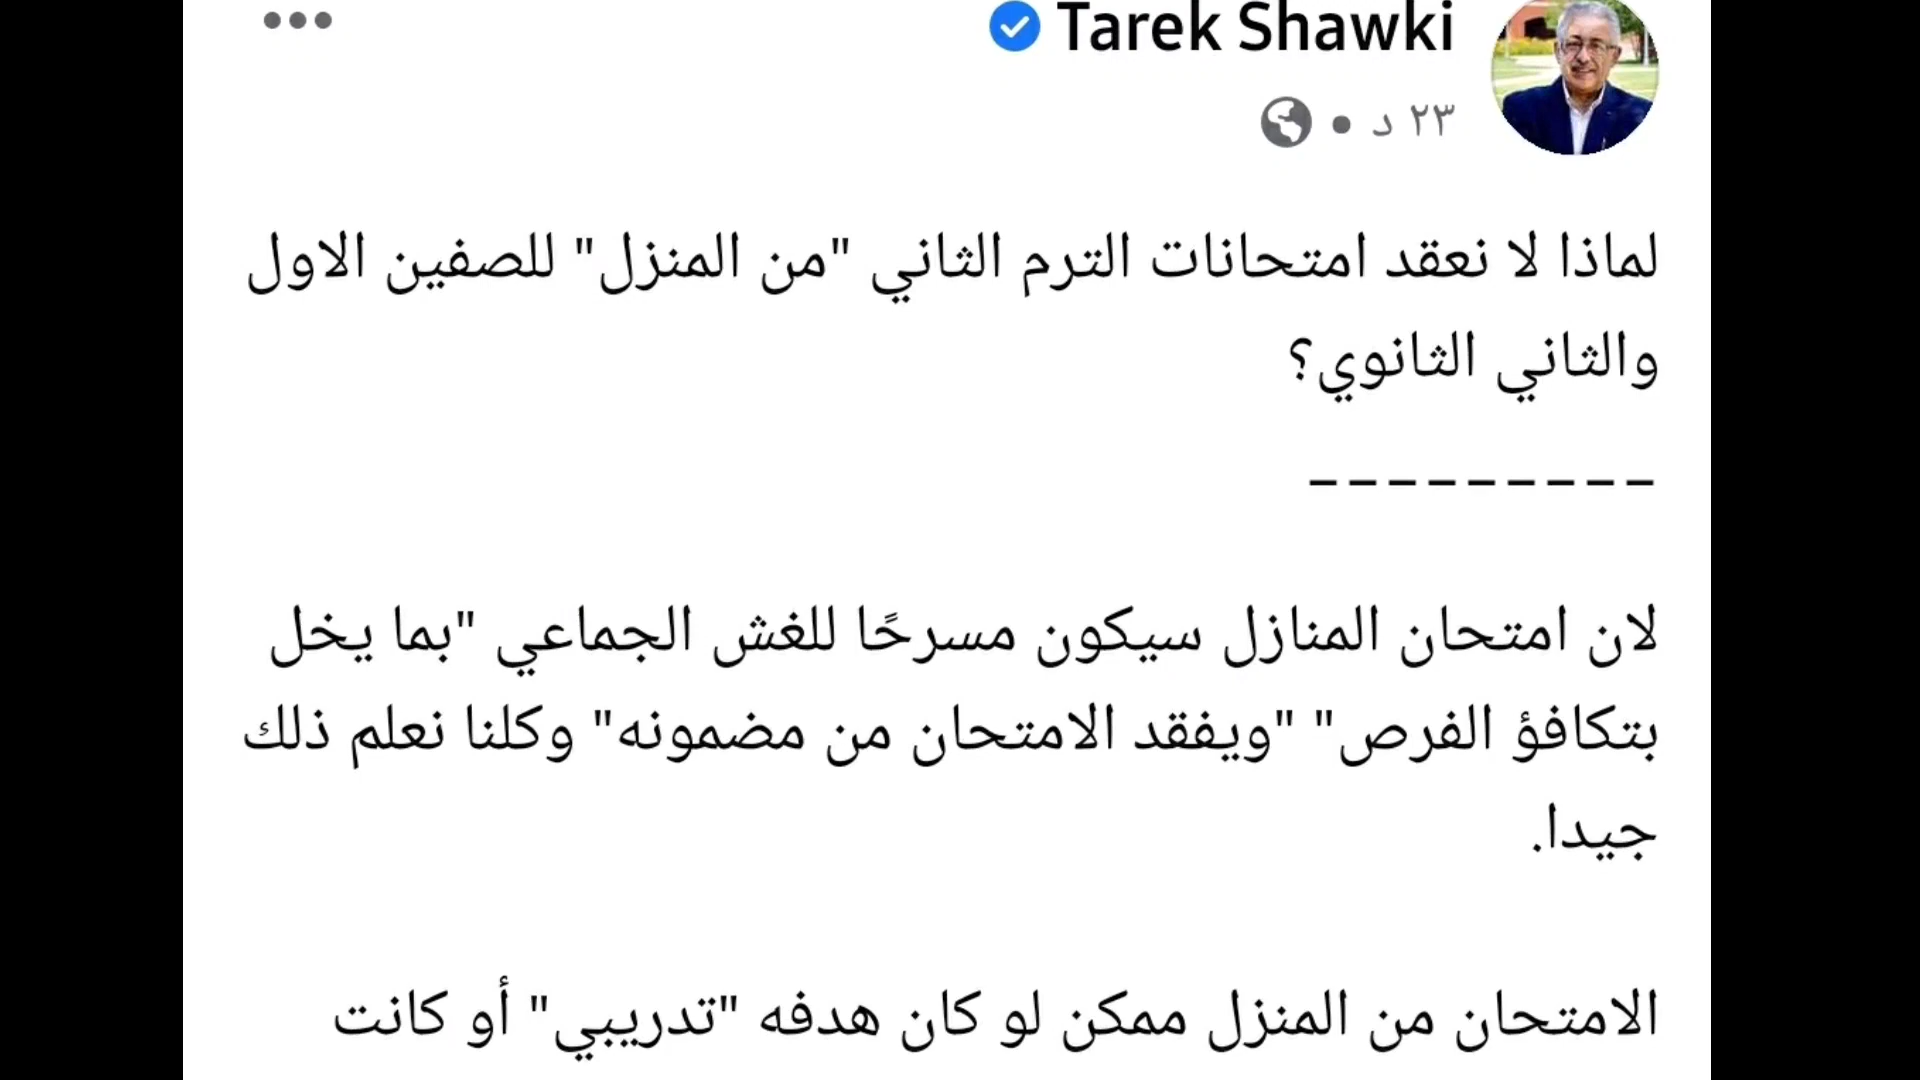 Tarek Shawki
٢٣ د •
لماذا لا نعقد امتحانات الترم الثاني "من المنزل" للصفين الاول
والثاني الثانوي؟
---------
لان امتحان المنازل سيكون مسرحًا للغش الجماعي "بما يخل
بتكافؤ الفرص" "ويفقد الامتحان من مضمونه" وكلنا نعلم ذلك
جيدا.
الامتحان من المنزل ممكن لو كان هدفه "تدريبي" أو كانت